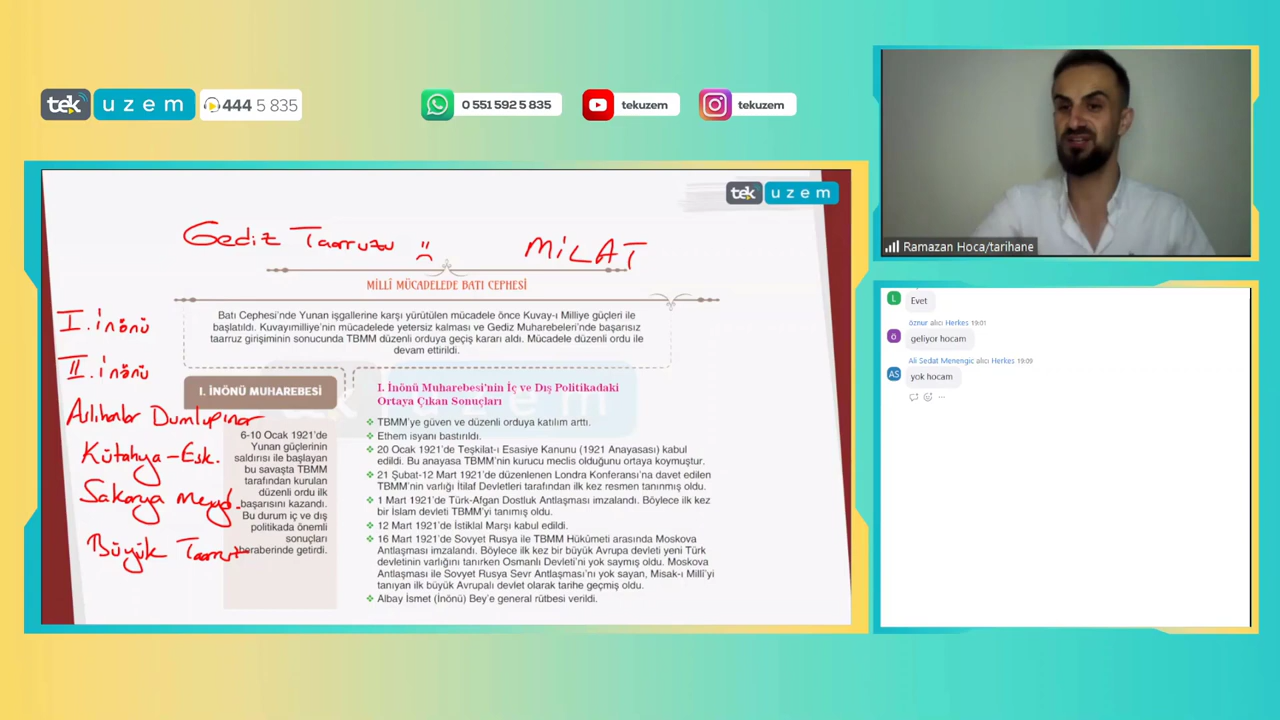 tek uzem 444 5 835
0 551 592 5 835
tekuzem
tekuzem
Ramazan Hoca/tarihane
tek uzem
Gediz Taarruzu
MİLAT
MİLLÎ MÜCADELEDE BATI CEPHESİ
Batı Cephesi'nde Yunan işgallerine karşı yürütülen mücadele önce Kuvay-ı Milliye güçleri ile
başlatıldı. Kuvayımilliye'nin mücadelede yetersiz kalması ve Gediz Muharebeleri'nde başarısız
taarruz girişiminin sonucunda TBMM düzenli orduya geçiş kararı aldı. Mücadele düzenli ordu ile
devam ettirildi.
I. İnönü
II. İnönü
Aslıhalar Dumlupınar
Kütahya-Esk.
Sakarya Meyd.
Büyük Taarruz
I. İNÖNÜ MUHAREBESİ
6-10 Ocak 1921'de
Yunan güçlerinin
saldırısı ile başlayan
bu savaşta TBMM
tarafından kurulan
düzenli ordu ilk
başarısını kazandı.
Bu durum iç ve dış
politikada önemli
sonuçları
beraberinde getirdi.
I. İnönü Muharebesi'nin İç ve Dış Politikadaki
Ortaya Çıkan Sonuçları
TBMM'ye güven ve düzenli orduya katılım arttı.
Ethem isyanı bastırıldı.
20 Ocak 1921'de Teşkilat-ı Esasiye Kanunu (1921 Anayasası) kabul
edildi. Bu anayasa TBMM'nin kurucu meclis olduğunu ortaya koymuştur.
21 Şubat-12 Mart 1921'de düzenlenen Londra Konferansı'na davet edilen
TBMM'nin varlığı İtilaf Devletleri tarafından ilk kez resmen tanınmış oldu.
1 Mart 1921'de Türk-Afgan Dostluk Antlaşması imzalandı. Böylece ilk kez
bir İslam devleti TBMM'yi tanımış oldu.
12 Mart 1921'de İstiklal Marşı kabul edildi.
16 Mart 1921'de Sovyet Rusya ile TBMM Hükûmeti arasında Moskova
Antlaşması imzalandı. Böylece ilk kez bir büyük Avrupa devleti yeni Türk
devletinin varlığını tanırken Osmanlı Devleti'ni yok saymış oldu. Moskova
Antlaşması ile Sovyet Rusya Sevr Antlaşması'nı yok sayan, Misak-ı Millî'yi
tanıyan ilk büyük Avrupalı devlet olarak tarihe geçmiş oldu.
Albay İsmet (İnönü) Bey'e general rütbesi verildi.
L
Evet
öznur alıcı Herkes 19:01
ö
geliyor hocam
Ali Sedat Menengic alıcı Herkes 19:09
AS
yok hocam